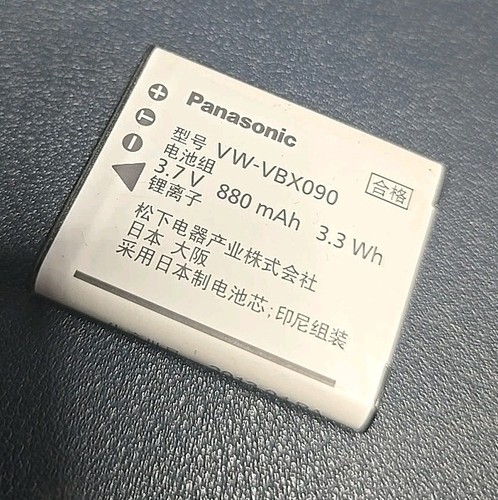 Panasonic
型号 VW-VBX090
电池组
3.7 V 880 mAh 3.3 Wh
锂离子
合格
松下电器产业株式会社
日本 大阪
采用日本制电池芯;印尼组装